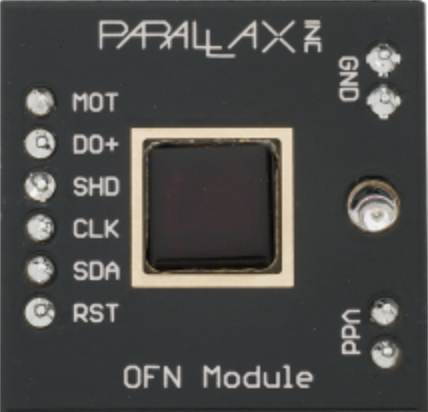 PARALLAX INC
GND
MOT
DO+
SHD
CLK
SDA
RST
Vdd
OFN Module